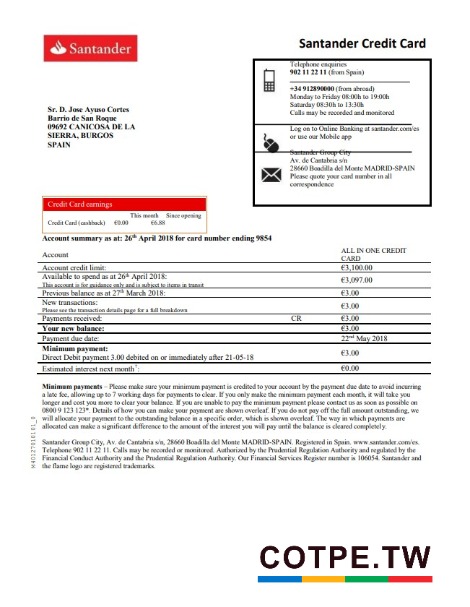 Santander
Santander Credit Card
Telephone enquiries
902 11 22 11 (from Spain)
+34 912890000 (from abroad)
Monday to Friday 08:00h to 19:00h
Saturday 08:30h to 13:30h
Calls may be recorded and monitored
Log on to Online Banking at santander.com/es
or use our Mobile app
Santander Group City
Av. de Cantabria s/n
28660 Boadilla del Monte MADRID-SPAIN
Please quote your card number in all
correspondence
Sr. D. Jose Ayuso Cortes
Barrio de San Roque
09692 CANICOSA DE LA
SIERRA, BURGOS
SPAIN
Credit Card earnings
This month Since opening
Credit Card (cashback) €0.00 €6.88
Account summary as at: 26th April 2018 for card number ending 9854
Account ALL IN ONE CREDIT CARD
Account credit limit: €3,100.00
Available to spend as at 26th April 2018: €3,097.00
This account is for guidance only and is subject to items in transit
Previous balance as at 27th March 2018: €3.00
New transactions: €3.00
Please see the transaction details page for a full breakdown
Payments received: CR €3.00
Your new balance: €3.00
Payment due date: 22nd May 2018
Minimum payment: €3.00
Direct Debit payment 3.00 debited on or immediately after 21-05-18
Estimated interest next month¹: €0.00
Minimum payments – Please make sure your minimum payment is credited to your account by the payment due date to avoid incurring
a late fee, allowing up to 7 working days for payments to clear. If you only make the minimum payment each month, it will take you
longer and cost you more to clear your balance. If you are unable to pay the minimum payment please contact us as soon as possible on
0800 9 123 123*. Details of how you can make your payment are shown overleaf. If you do not pay off the full amount outstanding, we
will allocate your payment to the outstanding balance in a specific order, which is shown overleaf. The way in which payments are
allocated can make a significant difference to the amount of the interest you will pay until the balance is cleared completely.
Santander Group City, Av. de Cantabria s/n, 28660 Boadilla del Monte MADRID-SPAIN. Registered in Spain. www.santander.com/es.
Telephone 902 11 22 11. Calls may be recorded or monitored. Authorized by the Prudential Regulation Authority and regulated by the
Financial Conduct Authority and the Prudential Regulation Authority. Our Financial Services Register number is 106054. Santander and
the flame logo are registered trademarks.
COTPE.TW